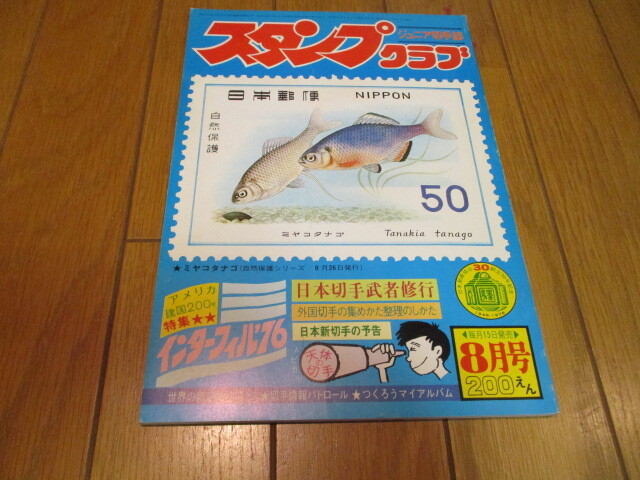 ジュニア切手誌
スタンプ
クラブ
日本郵便 NIPPON
自然保護
50
ミヤコタナゴ Tanakia tanago
★ミヤコタナゴ(自然保護シリーズ 8月26日発行)
アメリカ
建国200年
特集★★
インターフィル'76
日本切手武者修行
外国切手の集めかた整理のしかた
日本新切手の予告
天体
切手
30
◀毎月15日発売▶
8月号
200えん
★切手情報パトロール ★つくろうマイアルバム